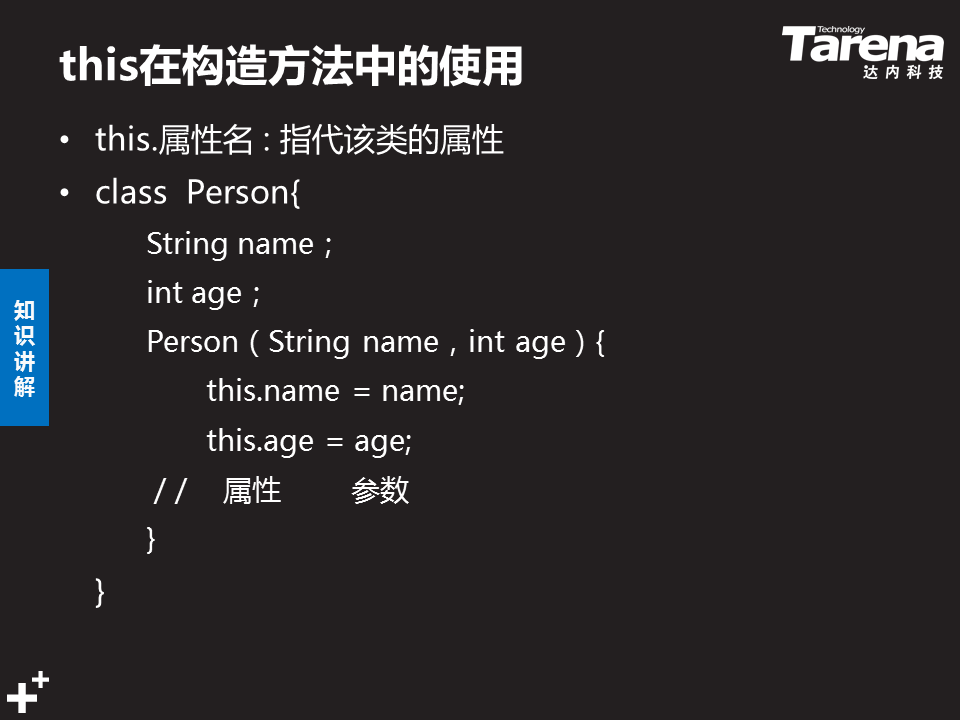 this在构造方法中的使用
Technology
Tarena
达内科技
• this.属性名 : 指代该类的属性
• class Person{
String name ;
int age ;
Person ( String name , int age ) {
this.name = name;
this.age = age;
// 属性 参数
}
}
知识讲解